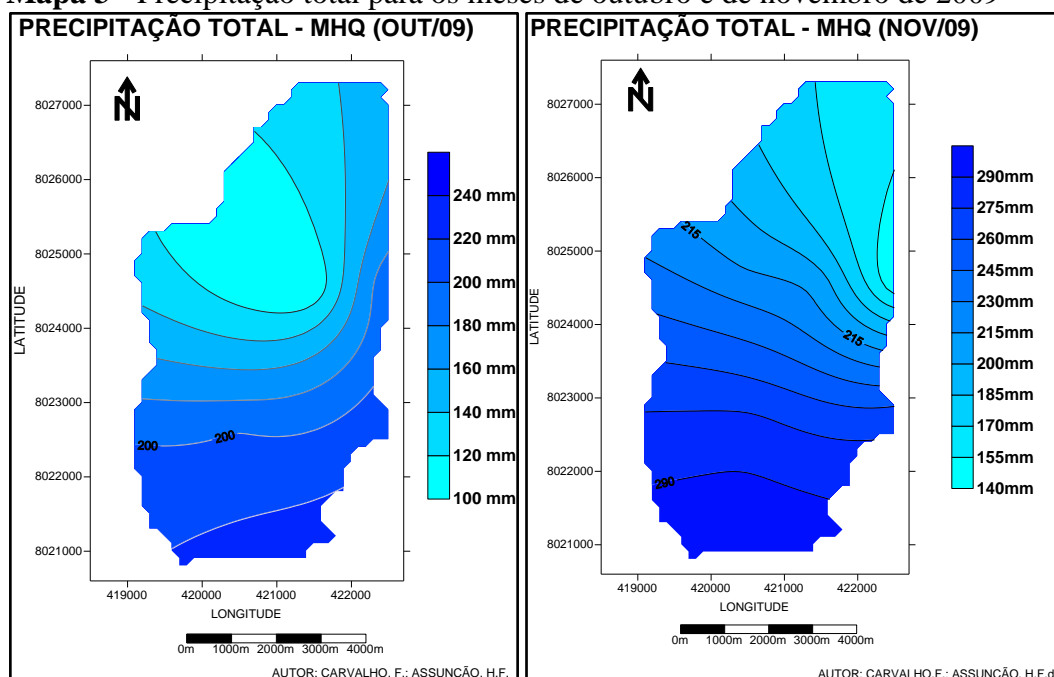 Mapa 3 - Precipitação total para os meses de outubro e de novembro de 2009
PRECIPITAÇÃO TOTAL - MHQ (OUT/09)
N
8027000
8026000
8025000
8024000
8023000
8022000
8021000
LATITUDE
200
200
240 mm
220 mm
200 mm
180 mm
160 mm
140 mm
120 mm
100 mm
419000 420000 421000 422000
LONGITUDE
0m 1000m 2000m 3000m 4000m
AUTOR: CARVALHO, F.; ASSUNÇÃO, H.F.
PRECIPITAÇÃO TOTAL - MHQ (NOV/09)
N
8027000
8026000
8025000
8024000
8023000
8022000
8021000
LATITUDE
215
215
290
290mm
275mm
260mm
245mm
230mm
215mm
200mm
185mm
170mm
155mm
140mm
419000 420000 421000 422000
LONGITUDE
0m 1000m 2000m 3000m 4000m
AUTOR: CARVALHO,F.; ASSUNÇÃO, H.F.d